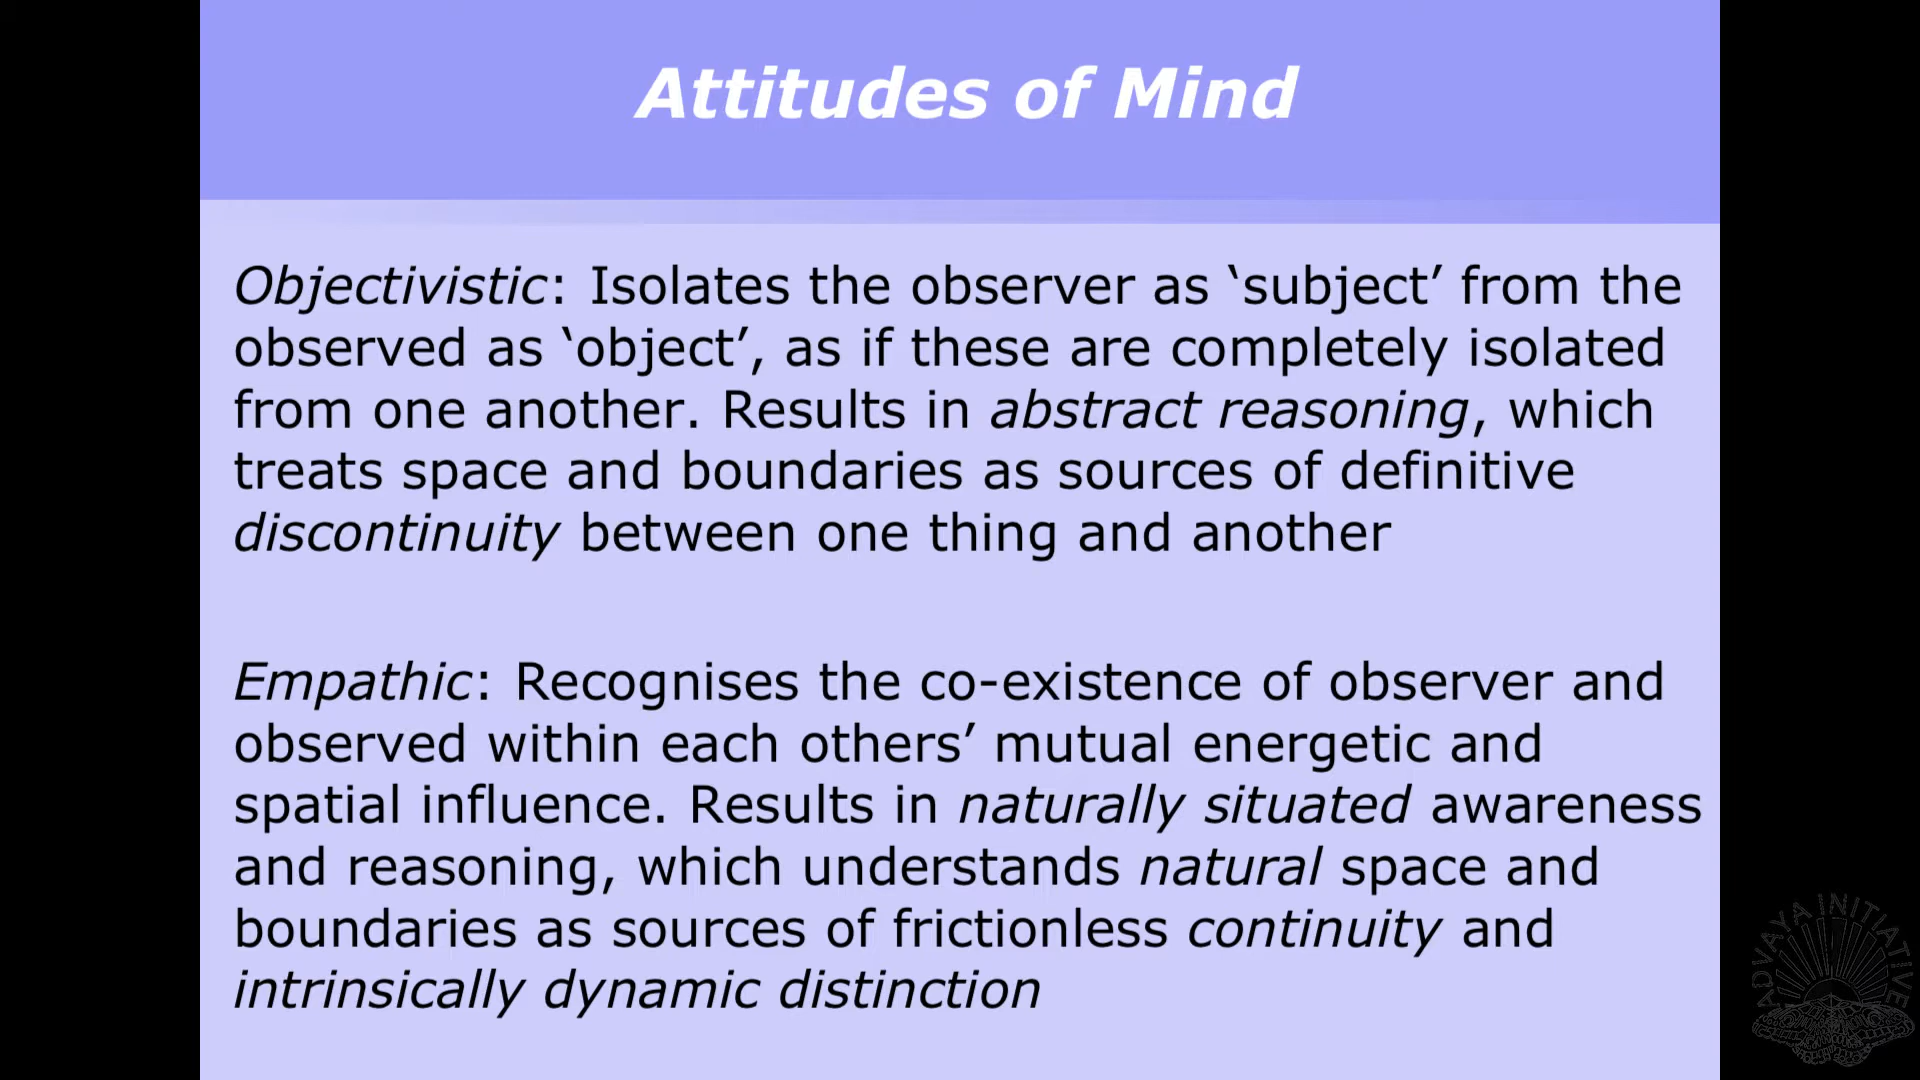 Attitudes of Mind
Objectivistic: Isolates the observer as ‘subject’ from the
observed as ‘object’, as if these are completely isolated
from one another. Results in abstract reasoning, which
treats space and boundaries as sources of definitive
discontinuity between one thing and another
Empathic: Recognises the co-existence of observer and
observed within each others’ mutual energetic and
spatial influence. Results in naturally situated awareness
and reasoning, which understands natural space and
boundaries as sources of frictionless continuity and
intrinsically dynamic distinction
ADVAYA INITIATIVE